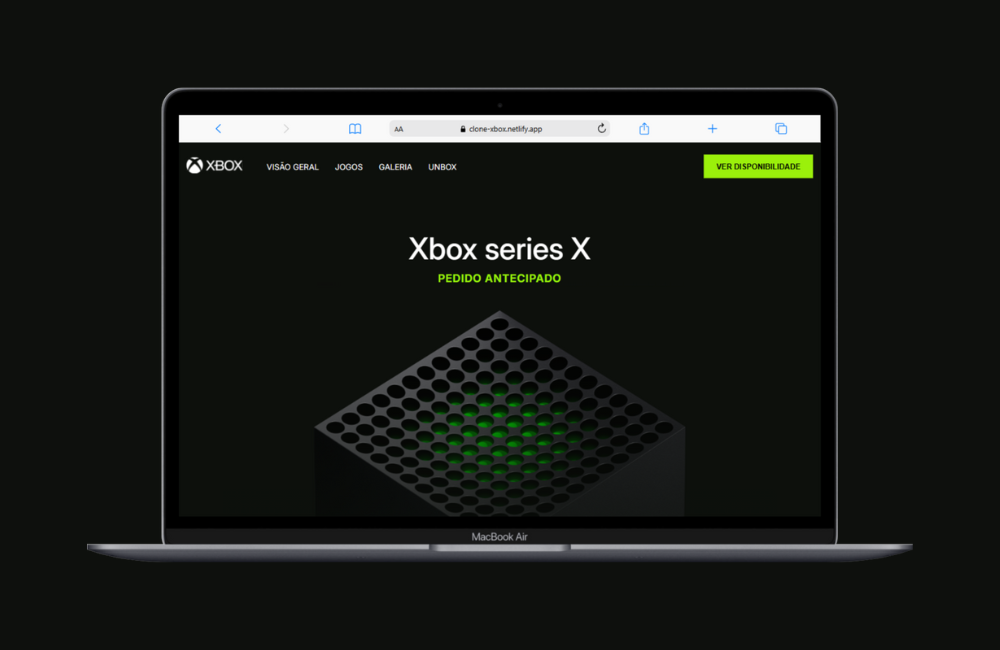 AA clone-xbox.netlify.app
XBOX VISÃO GERAL JOGOS GALERIA UNBOX VER DISPONIBILIDADE
Xbox series X
PEDIDO ANTECIPADO
MacBook Air